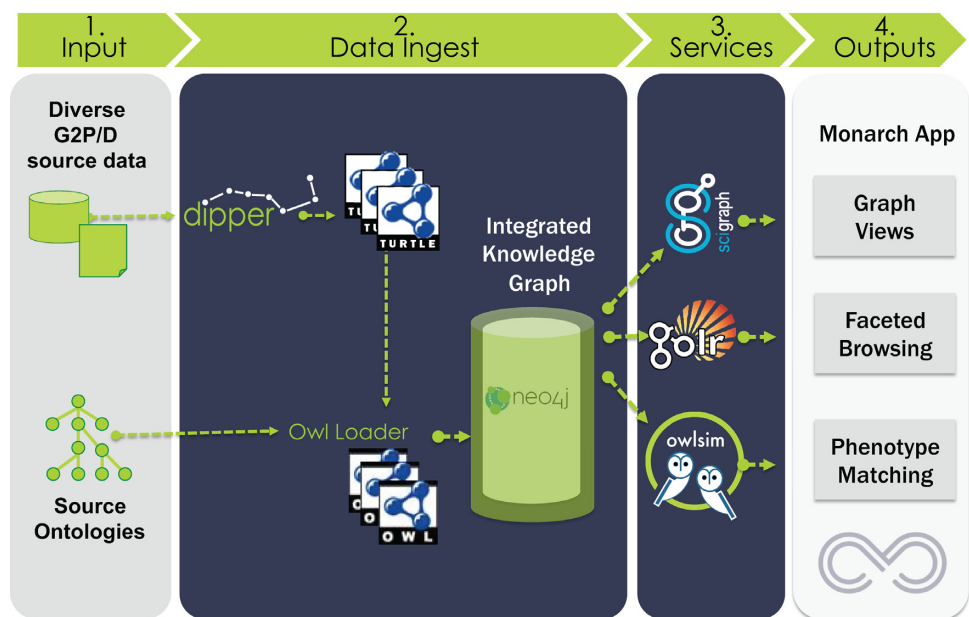 1.
Input
2.
Data Ingest
3.
Services
4.
Outputs
Diverse
G2P/D
source data
dipper
TURTLE
Integrated
Knowledge
Graph
neo4j
Owl Loader
OWL
Source
Ontologies
scigraph
golr
owlsim
Monarch App
Graph
Views
Faceted
Browsing
Phenotype
Matching